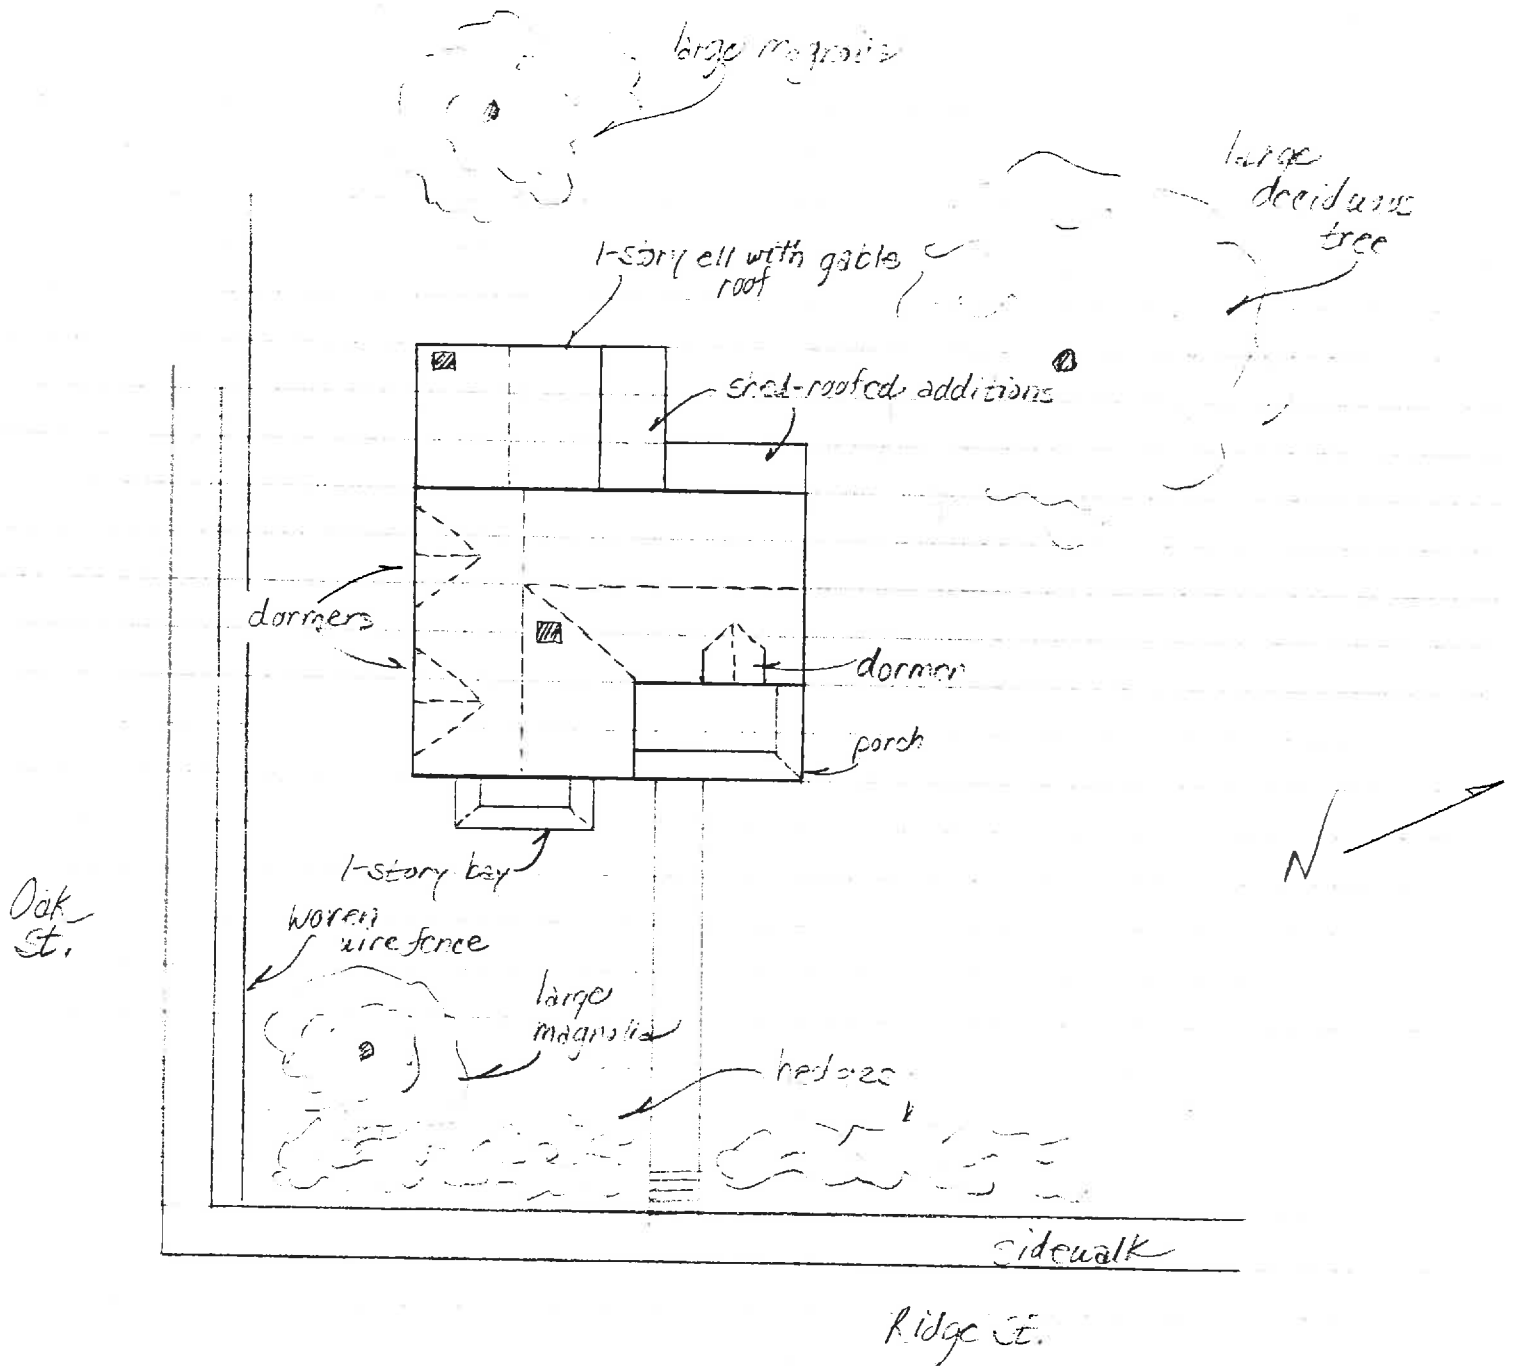 large magnolia
large
deciduous
tree
1-story ell with gable
roof
shed-roofed additions
dormers
dormer
porch
N
1-story bay
Oak
St.
woven
wire fence
large
magnolia
hedges
sidewalk
Ridge St.